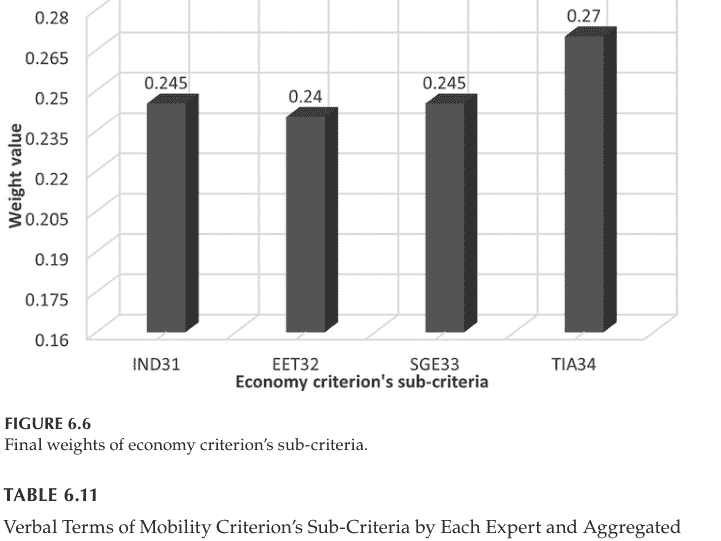 0.28
0.265
0.25
0.235
0.22
0.205
0.19
0.175
0.16
Weight value
0.245
0.24
0.245
0.27
IND31 EET32 SGE33 TIA34
Economy criterion's sub-criteria
FIGURE 6.6
Final weights of economy criterion’s sub-criteria.
TABLE 6.11
Verbal Terms of Mobility Criterion’s Sub-Criteria by Each Expert and Aggregated